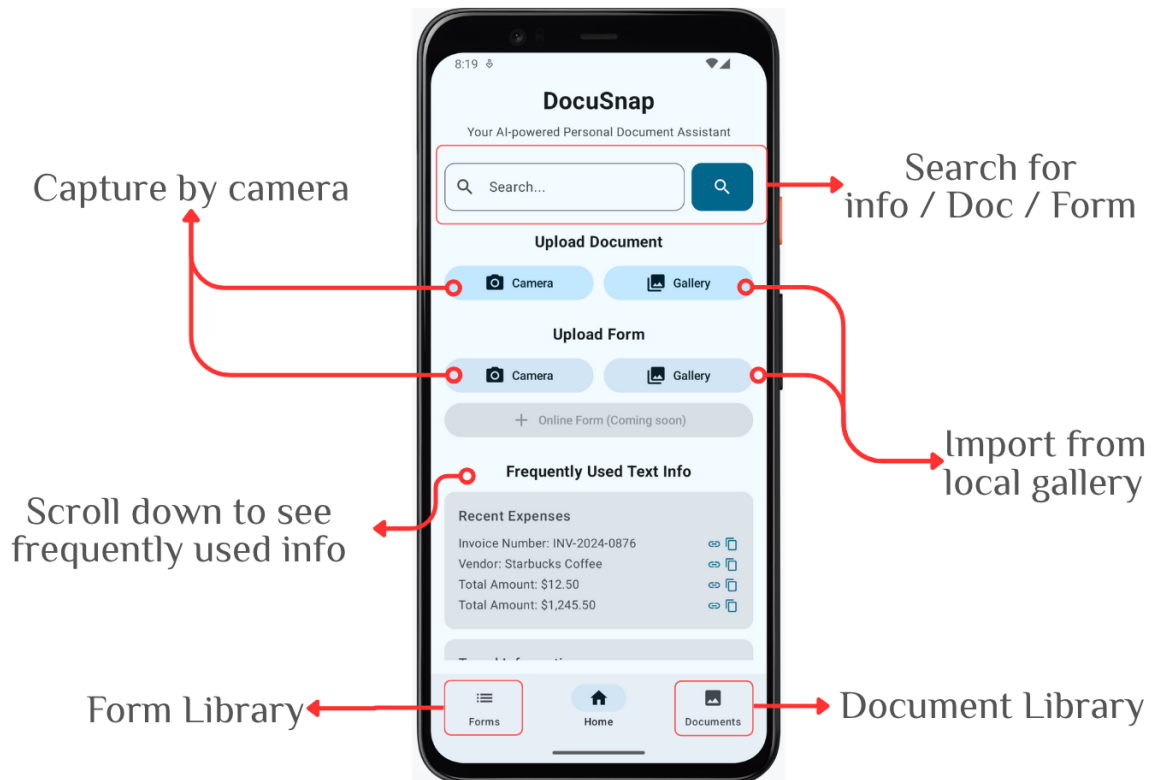 8:19
DocuSnap
Your AI-powered Personal Document Assistant
Search...
Search for
info / Doc / Form
Capture by camera
Upload Document
Camera
Gallery
Upload Form
Camera
Gallery
+ Online Form (Coming soon)
Import from
local gallery
Frequently Used Text Info
Scroll down to see
frequently used info
Recent Expenses
Invoice Number: INV-2024-0876
Vendor: Starbucks Coffee
Total Amount: $12.50
Total Amount: $1,245.50
Form Library
Forms
Home
Documents
Document Library